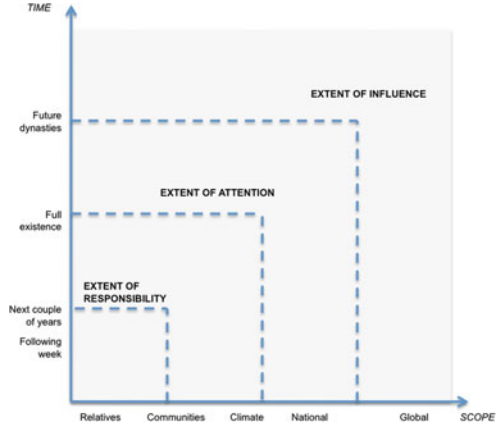 TIME
EXTENT OF INFLUENCE
Future
dynasties
EXTENT OF ATTENTION
Full
existence
EXTENT OF
RESPONSIBILITY
Next couple
of years
Following
week
Relatives Communities Climate National Global SCOPE